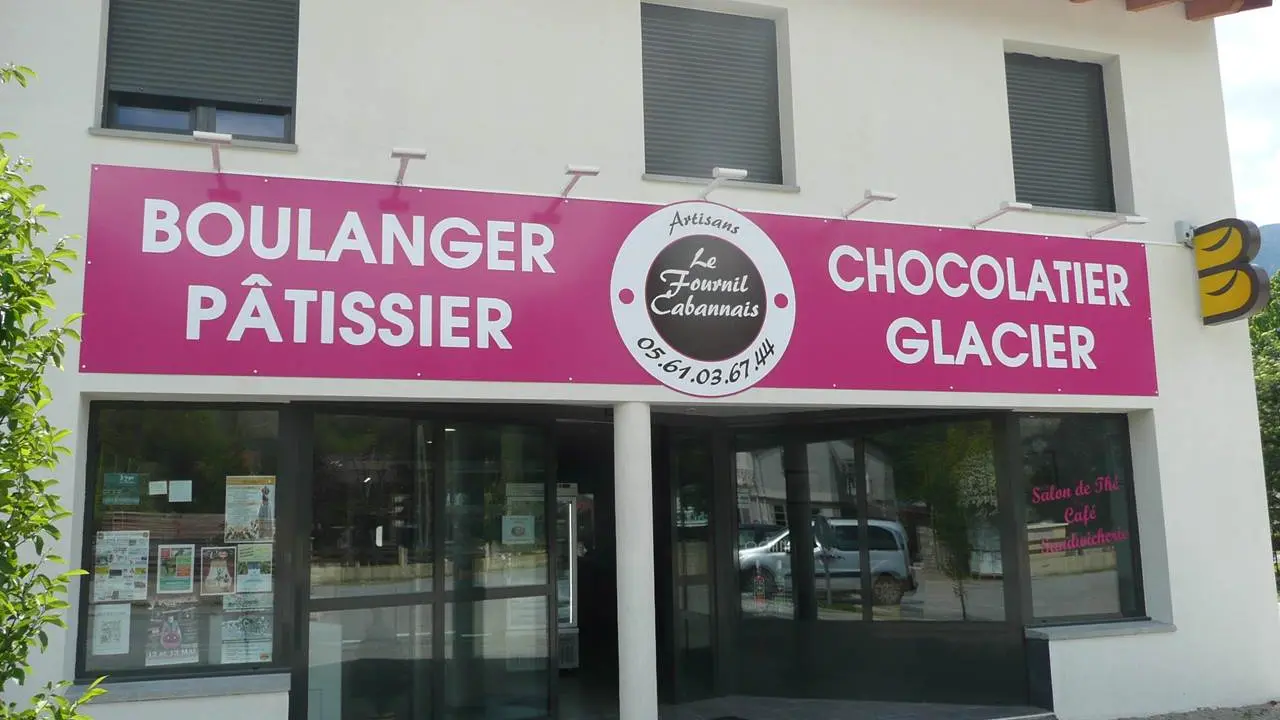 BOULANGER
PÂTISSIER
Artisans
Le
Fournil
Cabannais
05.61.03.67.44
CHOCOLATIER
GLACIER
B
Salon de Thé
Café
Sandwicherie